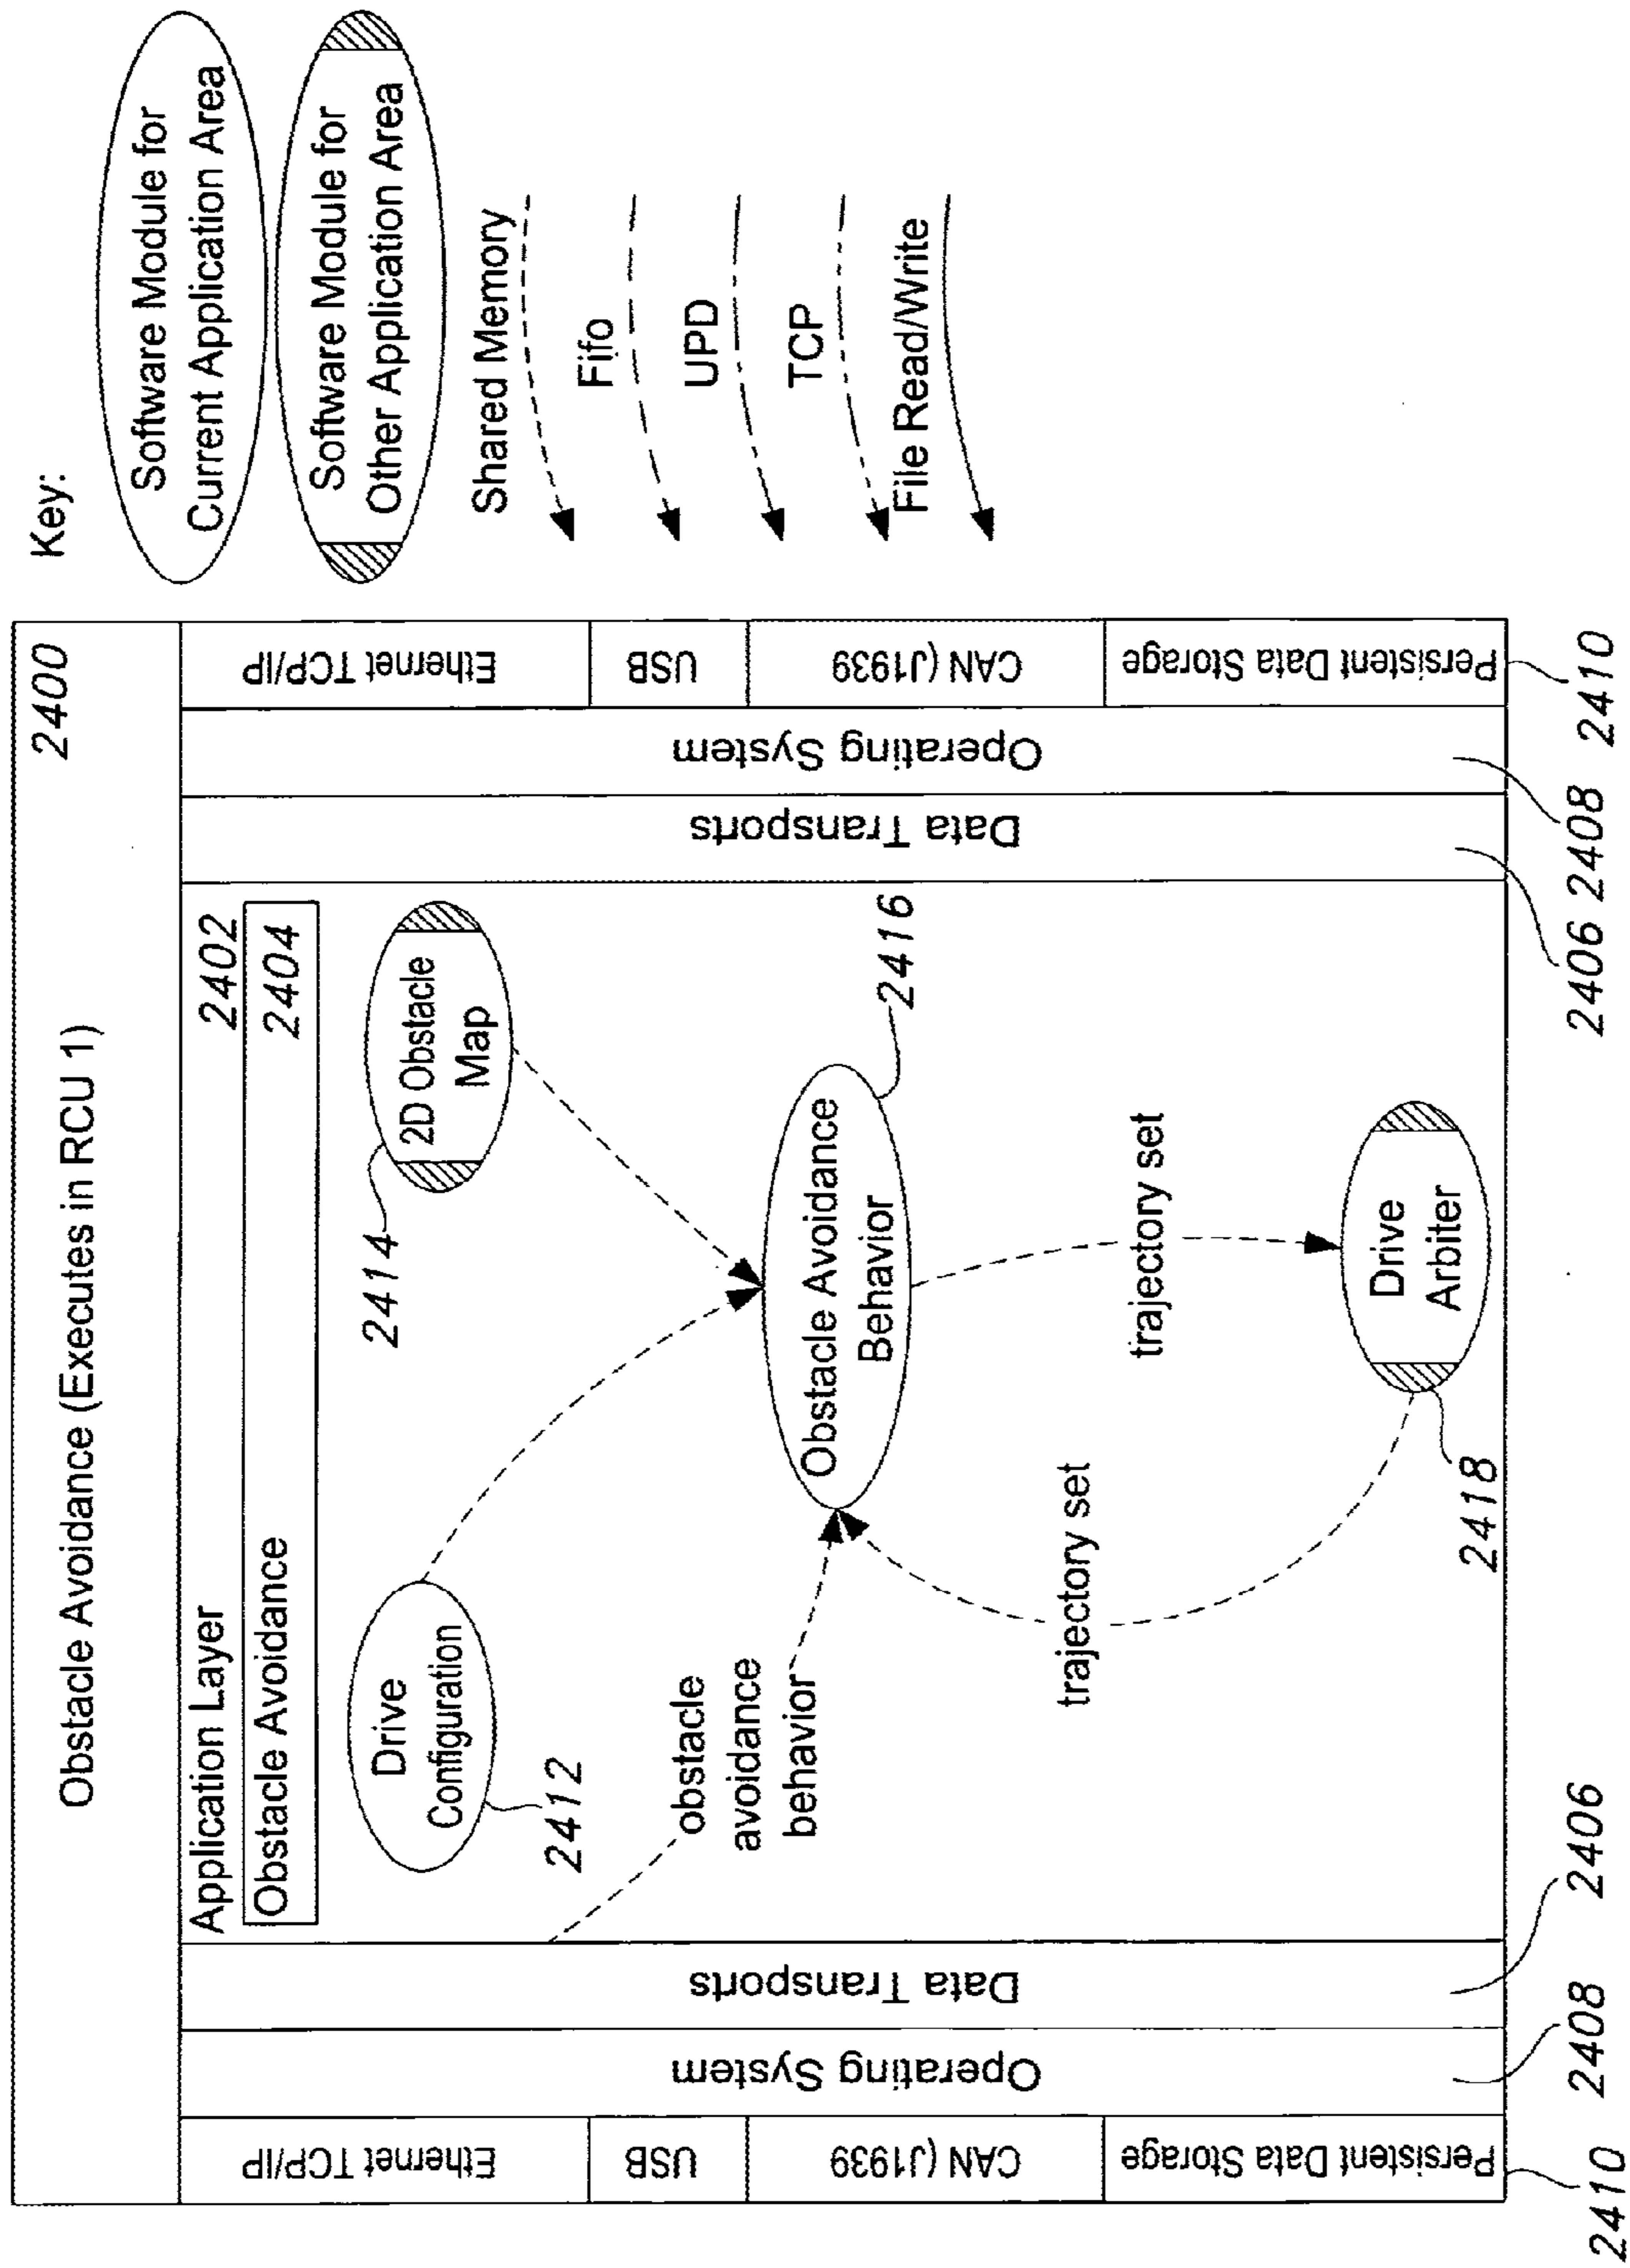 Obstacle Avoidance (Executes in RCU 1)
2400
Application Layer
2402
Obstacle Avoidance
2404
Drive
Configuration
2412
2D Obstacle
Map
2414
obstacle
avoidance
behavior
Obstacle Avoidance
Behavior
2416
trajectory set
trajectory set
Drive
Arbiter
2418
Ethernet TCP/IP
USB
CAN (J1939
Persistent Data Storage
Operating System
Data Transports
Data Transports
Operating System
Ethernet TCP/IP
USB
CAN (J1939
Persistent Data Storage
2410
2408
2406
2406
2408
2410
Key:
Software Module for
Current Application Area
Software Module for
Other Application Area
Shared Memory
Fifo
UPD
TCP
File Read/Write